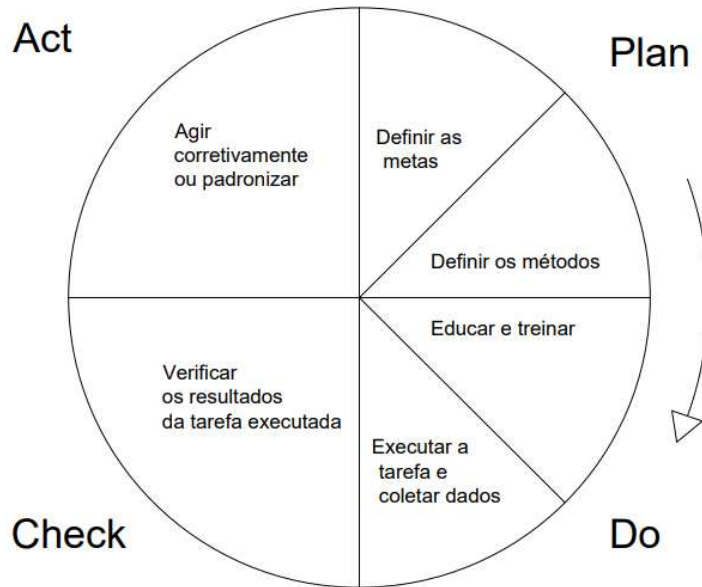 Act
Plan
Agir
corretivamente
ou padronizar
Definir as
metas
Definir os métodos
Educar e treinar
Verificar
os resultados
da tarefa executada
Executar a
tarefa e
coletar dados
Check
Do